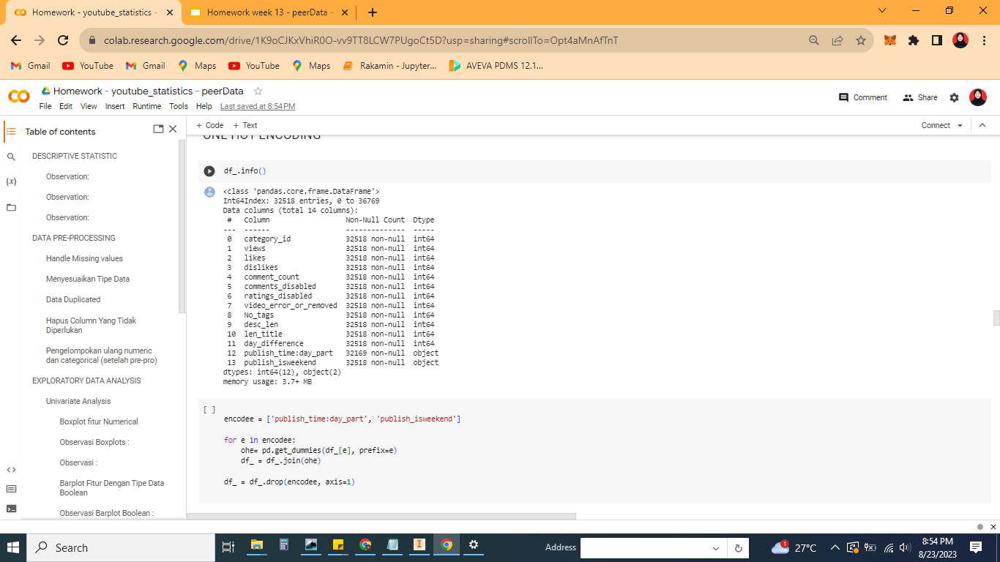 Homework - youtube_statistics -
Homework week 13 - peerData -
colab.research.google.com/drive/1K9oCJKxVhiR0O-vv9TT8LCW7PUgoCt5D?usp=sharing#scrollTo=Opt4aMnAfTnT
Gmail YouTube Gmail Maps YouTube Maps Rakamin - Jupyter... AVEVA PDMS 12.1...
CO Homework - youtube_statistics - peerData
File Edit View Insert Runtime Tools Help Last saved at 8:54 PM
Comment Share
+ Code + Text
Connect
Table of contents
DESCRIPTIVE STATISTIC
Observation:
Observation:
Observation:
DATA PRE-PROCESSING
Handle Missing values
Menyesuaikan Tipe Data
Data Duplicated
Hapus Column Yang Tidak
Diperlukan
Pengelompokan ulang numeric
dan categorical (setelah pre-pro)
EXPLORATORY DATA ANALYSIS
Univariate Analysis
Boxplot fitur Numerical
Observasi Boxplots :
Observasi :
Barplot Fitur Dengan Tipe Data
Boolean
Observasi Barplot Boolean :
{x}
ONE HOT ENCODING
df_.info()
<class 'pandas.core.frame.DataFrame'>
Int64Index: 32518 entries, 0 to 36769
Data columns (total 14 columns):
# Column Non-Null Count Dtype
--- ------ -------------- -----
0 category_id 32518 non-null int64
1 views 32518 non-null int64
2 likes 32518 non-null int64
3 dislikes 32518 non-null int64
4 comment_count 32518 non-null int64
5 comments_disabled 32518 non-null int64
6 ratings_disabled 32518 non-null int64
7 video_error_or_removed 32518 non-null int64
8 No_tags 32518 non-null int64
9 desc_len 32518 non-null int64
10 len_title 32518 non-null int64
11 day_difference 32518 non-null int64
12 publish_time:day_part 32169 non-null object
13 publish_isweekend 32518 non-null object
dtypes: int64(12), object(2)
memory usage: 3.7+ MB
[ ]
encodee = ['publish_time:day_part', 'publish_isweekend']
for e in encodee:
ohe= pd.get_dummies(df_[e], prefix=e)
df_ = df_.join(ohe)
df_ = df_.drop(encodee, axis=1)
Search
Address
1
27°C
8:54 PM
8/23/2023